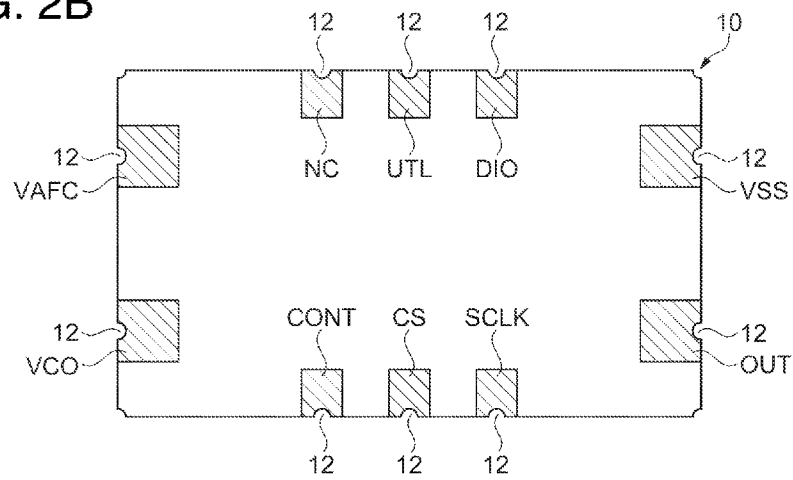 G. 2B
12 12 12 10
NC UTL DIO
12 12
VAFC VSS
CONT CS SCLK
12 12
VCO OUT
12 12 12